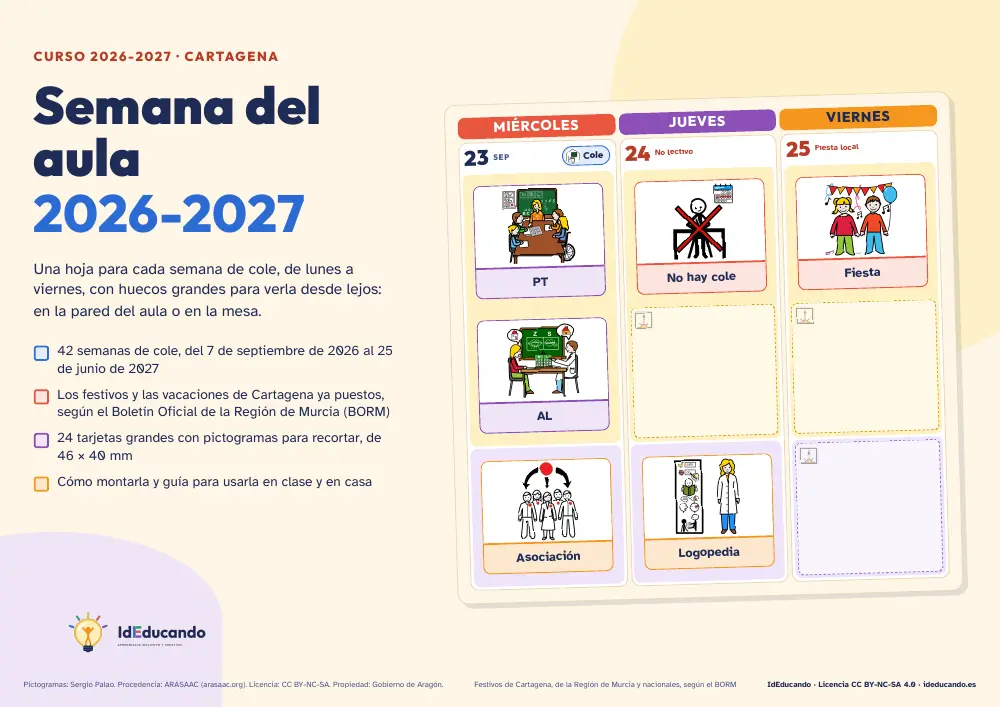 CURSO 2026-2027 · CARTAGENA
Semana del
aula
2026-2027
Una hoja para cada semana de cole, de lunes a
viernes, con huecos grandes para verla desde lejos:
en la pared del aula o en la mesa.
42 semanas de cole, del 7 de septiembre de 2026 al 25
de junio de 2027
Los festivos y las vacaciones de Cartagena ya puestos,
según el Boletín Oficial de la Región de Murcia (BORM)
24 tarjetas grandes con pictogramas para recortar, de
46 × 40 mm
Cómo montarla y guía para usarla en clase y en casa
MIÉRCOLES
JUEVES
VIERNES
23 SEP
Cole
24 No lectivo
25 Fiesta local
PT
No hay cole
Fiesta
Z S
AL
Asociación
Logopedia
IdEducando
Pictogramas: Sergio Palao. Procedencia: ARASAAC (arasaac.org). Licencia: CC BY-NC-SA. Propiedad: Gobierno de Aragón.
Festivos de Cartagena, de la Región de Murcia y nacionales, según el BORM
IdEducando · Licencia CC BY-NC-SA 4.0 · ideducando.es